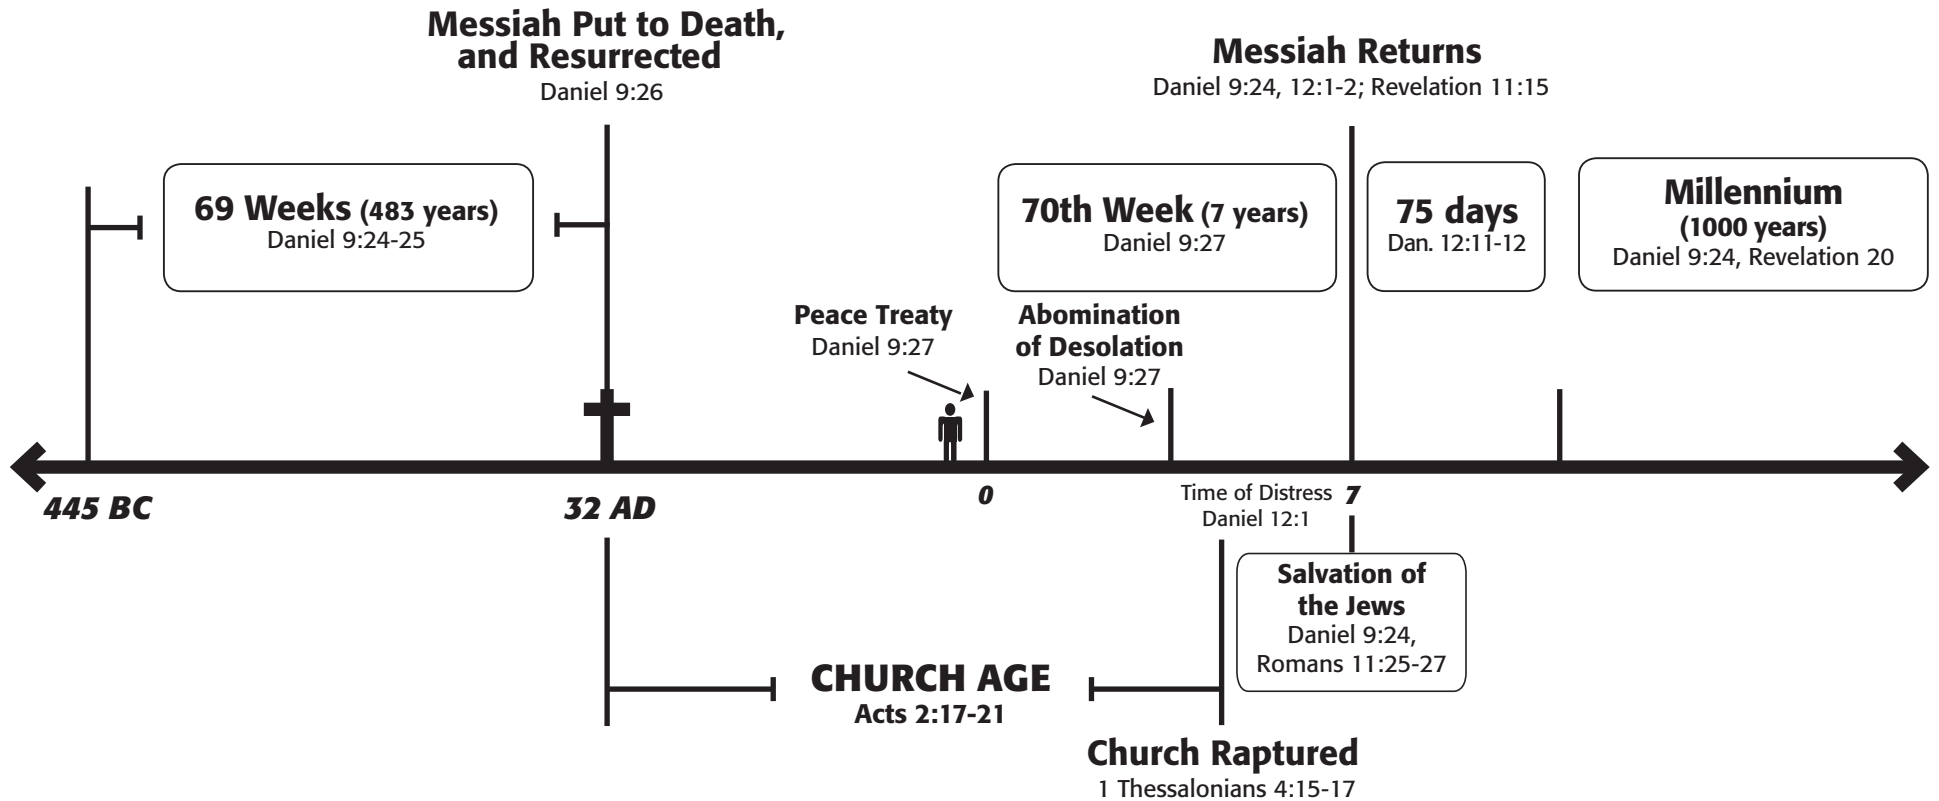 Messiah Put to Death,
and Resurrected
Daniel 9:26
Messiah Returns
Daniel 9:24, 12:1-2; Revelation 11:15
69 Weeks (483 years)
Daniel 9:24-25
70th Week (7 years)
Daniel 9:27
75 days
Dan. 12:11-12
Millennium
(1000 years)
Daniel 9:24, Revelation 20
Peace Treaty
Daniel 9:27
Abomination
of Desolation
Daniel 9:27
445 BC
32 AD
0
Time of Distress
Daniel 12:1
7
Salvation of
the Jews
Daniel 9:24,
Romans 11:25-27
CHURCH AGE
Acts 2:17-21
Church Raptured
1 Thessalonians 4:15-17